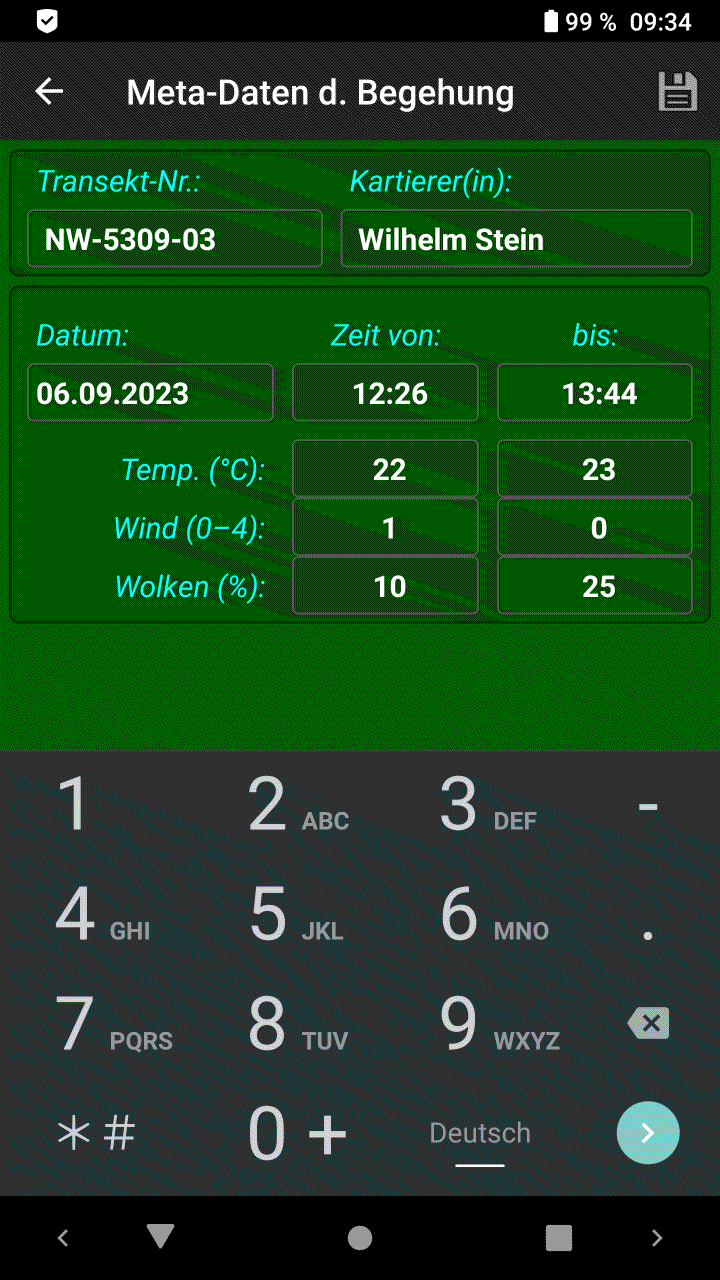 99 % 09:34
Meta-Daten d. Begehung
Transekt-Nr.: Kartierer(in):
NW-5309-03 Wilhelm Stein
Datum: Zeit von: bis:
06.09.2023 12:26 13:44
Temp. (°C): 22 23
Wind (0–4): 1 0
Wolken (%): 10 25
1 2 ABC 3 DEF -
4 GHI 5 JKL 6 MNO .
7 PQRS 8 TUV 9 WXYZ
*# 0 + Deutsch